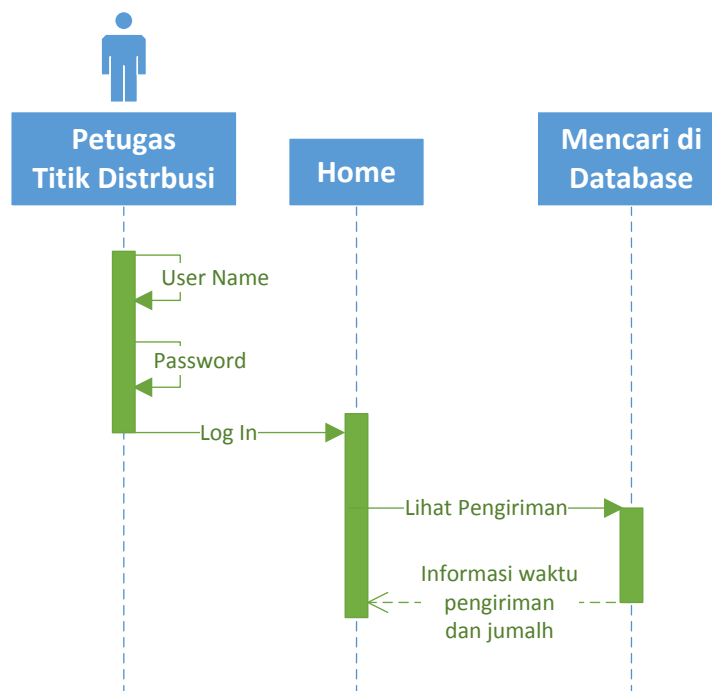 Petugas
Titik Distrbusi
Home
Mencari di
Database
User Name
Password
Log In
Lihat Pengiriman
Informasi waktu
pengiriman
dan jumalh